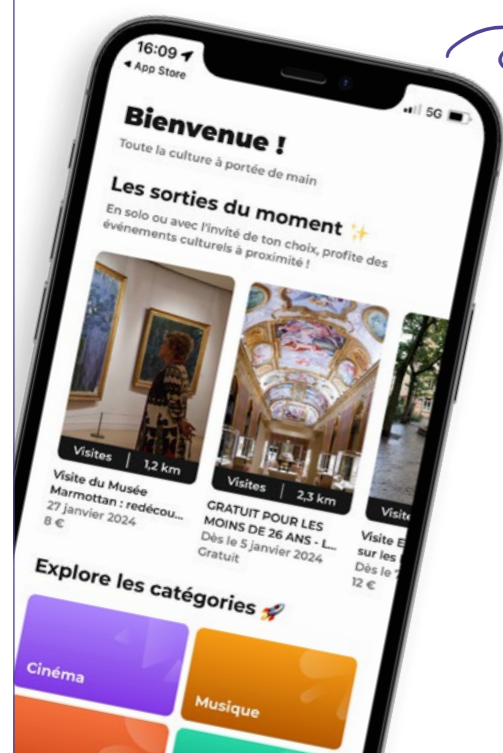 16:09
App Store
5G
Bienvenue !
Toute la culture à portée de main
Les sorties du moment ✨
En solo ou avec l'invité de ton choix, profite des
événements culturels à proximité !
Visites | 1,2 km
Visite du Musée
Marmottan : redécou...
27 janvier 2024
8 €
Visites | 2,3 km
GRATUIT POUR LES
MOINS DE 26 ANS - L...
Dès le 5 janvier 2024
Gratuit
Visite
sur les
Dès le
12 €
Explore les catégories 🚀
Cinéma
Musique